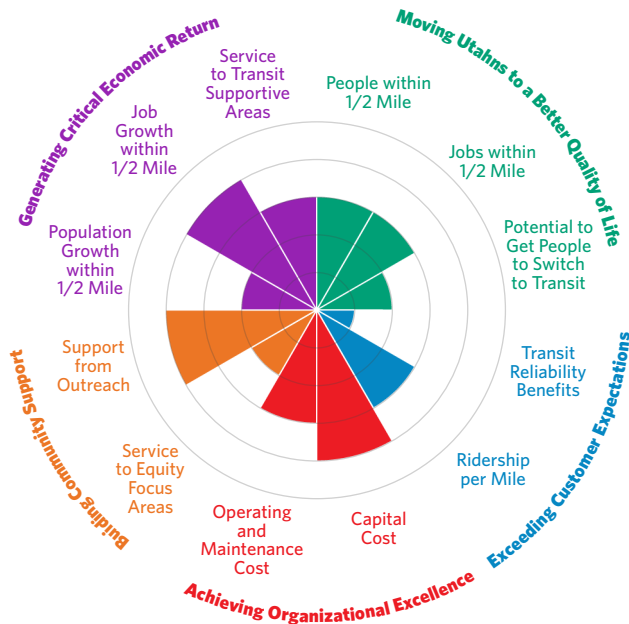 Generating Critical Economic Return
Moving Utahns to a Better Quality of Life
Service
to Transit
Supportive
Areas
People within
1/2 Mile
Job
Growth
within
1/2 Mile
Jobs within
1/2 Mile
Population
Growth
within
1/2 Mile
Potential to
Get People
to Switch
to Transit
Support
from
Outreach
Transit
Reliability
Benefits
Service
to Equity
Focus
Areas
Ridership
per Mile
Operating
and
Maintenance
Cost
Capital
Cost
Building Community Support
Exceeding Customer Expectations
Achieving Organizational Excellence